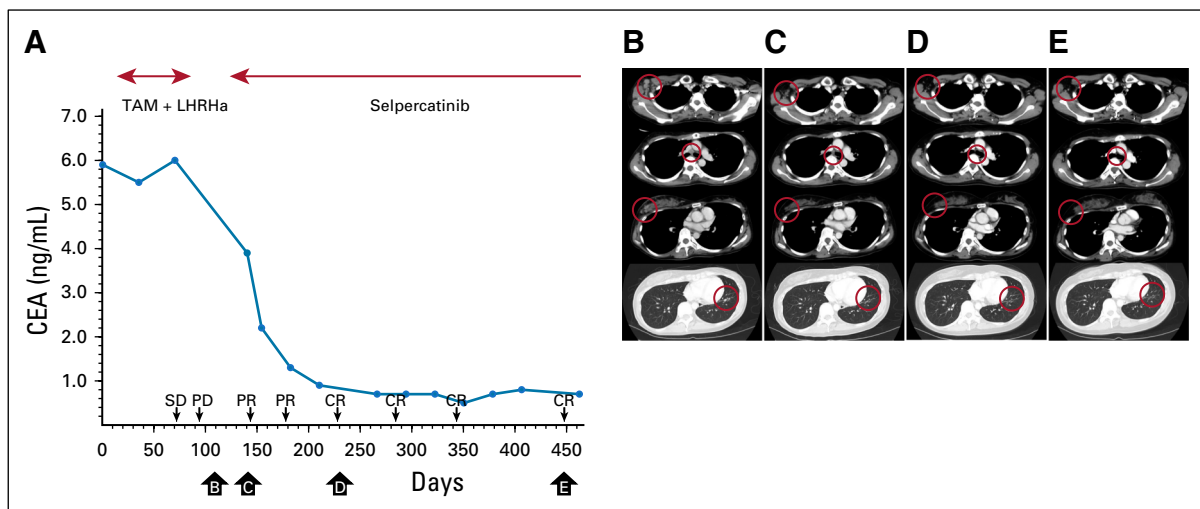 A
B
C
D
E
TAM + LHRHa
Selpercatinib
CEA (ng/mL)
7.0
6.0
5.0
4.0
3.0
2.0
1.0
SD PD PR PR CR CR CR CR
0 50 100 150 200 250 300 350 400 450
B C D Days E